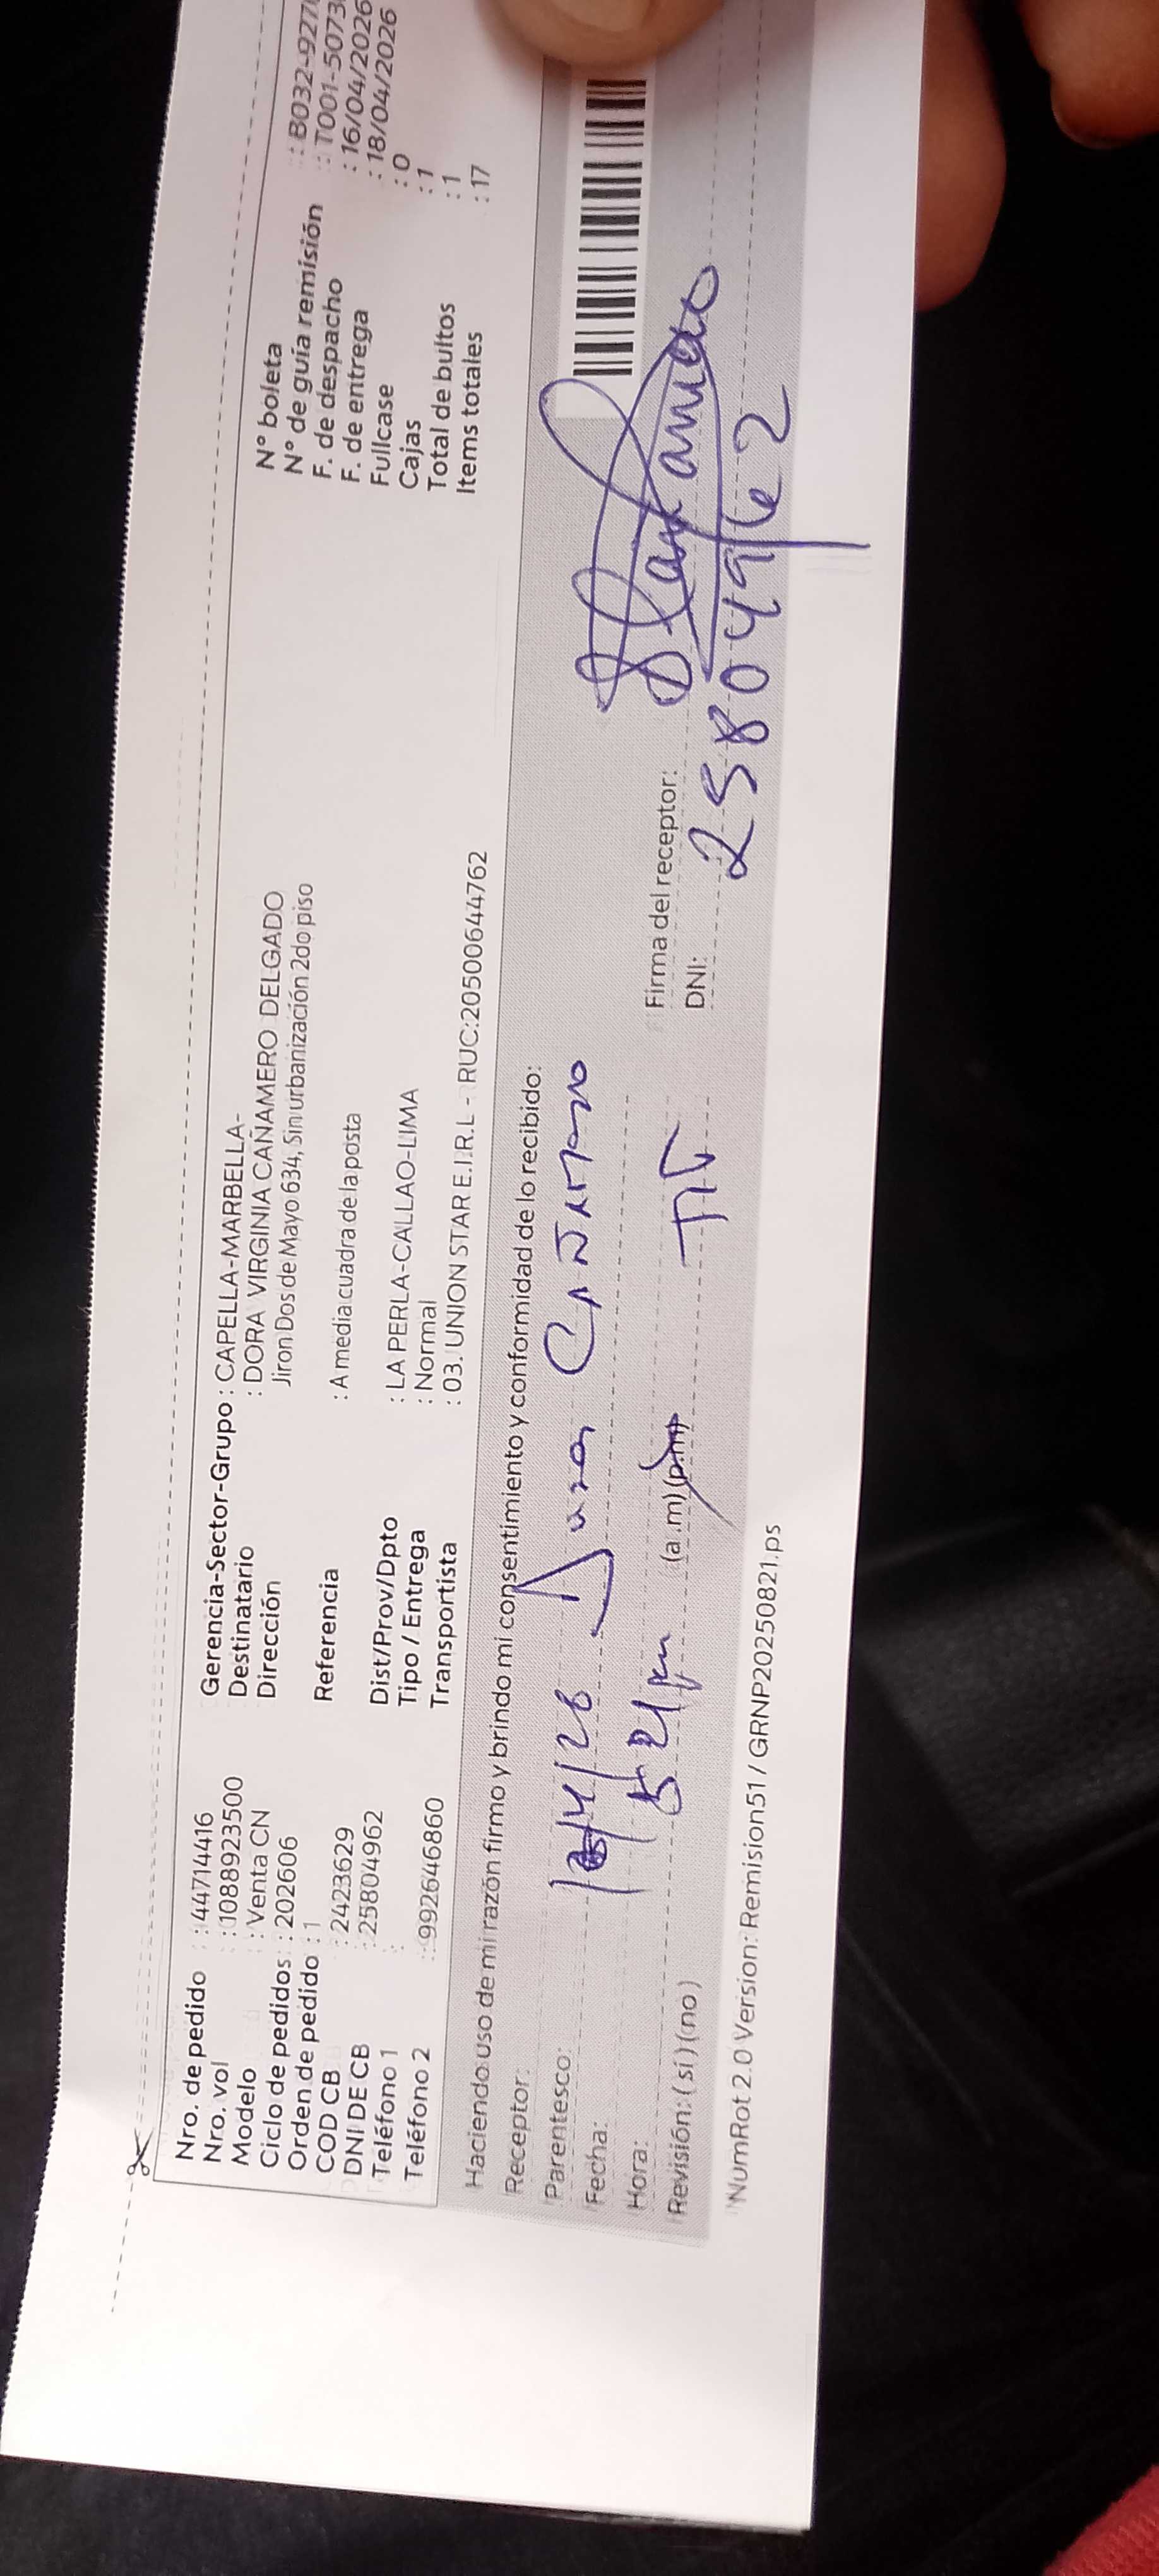 Nro. de pedido : 44714416
Nro. vol : 1088923500
Modelo : Venta CN
Ciclo de pedidos : 202606
Orden de pedido : 1
COD CB : 2423629
DNI DE CB : 25804962
Teléfono 1 :
Teléfono 2 : 992646860
Gerencia-Sector-Grupo : CAPELLA-MARBELLA-
Destinatario : DORA VIRGINIA CAÑAMERO DELGADO
Dirección Jiron Dos de Mayo 634, Sin urbanización 2do piso
Referencia : A media cuadra de la posta
Dist/Prov/Dpto : LA PERLA-CALLAO-LIMA
Tipo / Entrega : Normal
Transportista : 03. UNION STAR E.I.R.L - RUC:20500644762
N° boleta : B032-9277
N° de guía remisión : T001-5073
F. de despacho : 16/04/2026
F. de entrega : 18/04/2026
Fullcase : 0
Cajas : 1
Total de bultos : 1
Items totales : 17
Haciendo uso de mi razón firmo y brindo mi consentimiento y conformidad de lo recibido:
Receptor: Dora
Parentesco: TIT
Fecha:
Hora: 5 21 pm (a.m) (p.m)
Revisión: ( sí ) ( no )
Firma del receptor:
DNI: 25804962
NumRot 2.0 Version: Remision51 / GRNP20250821.ps